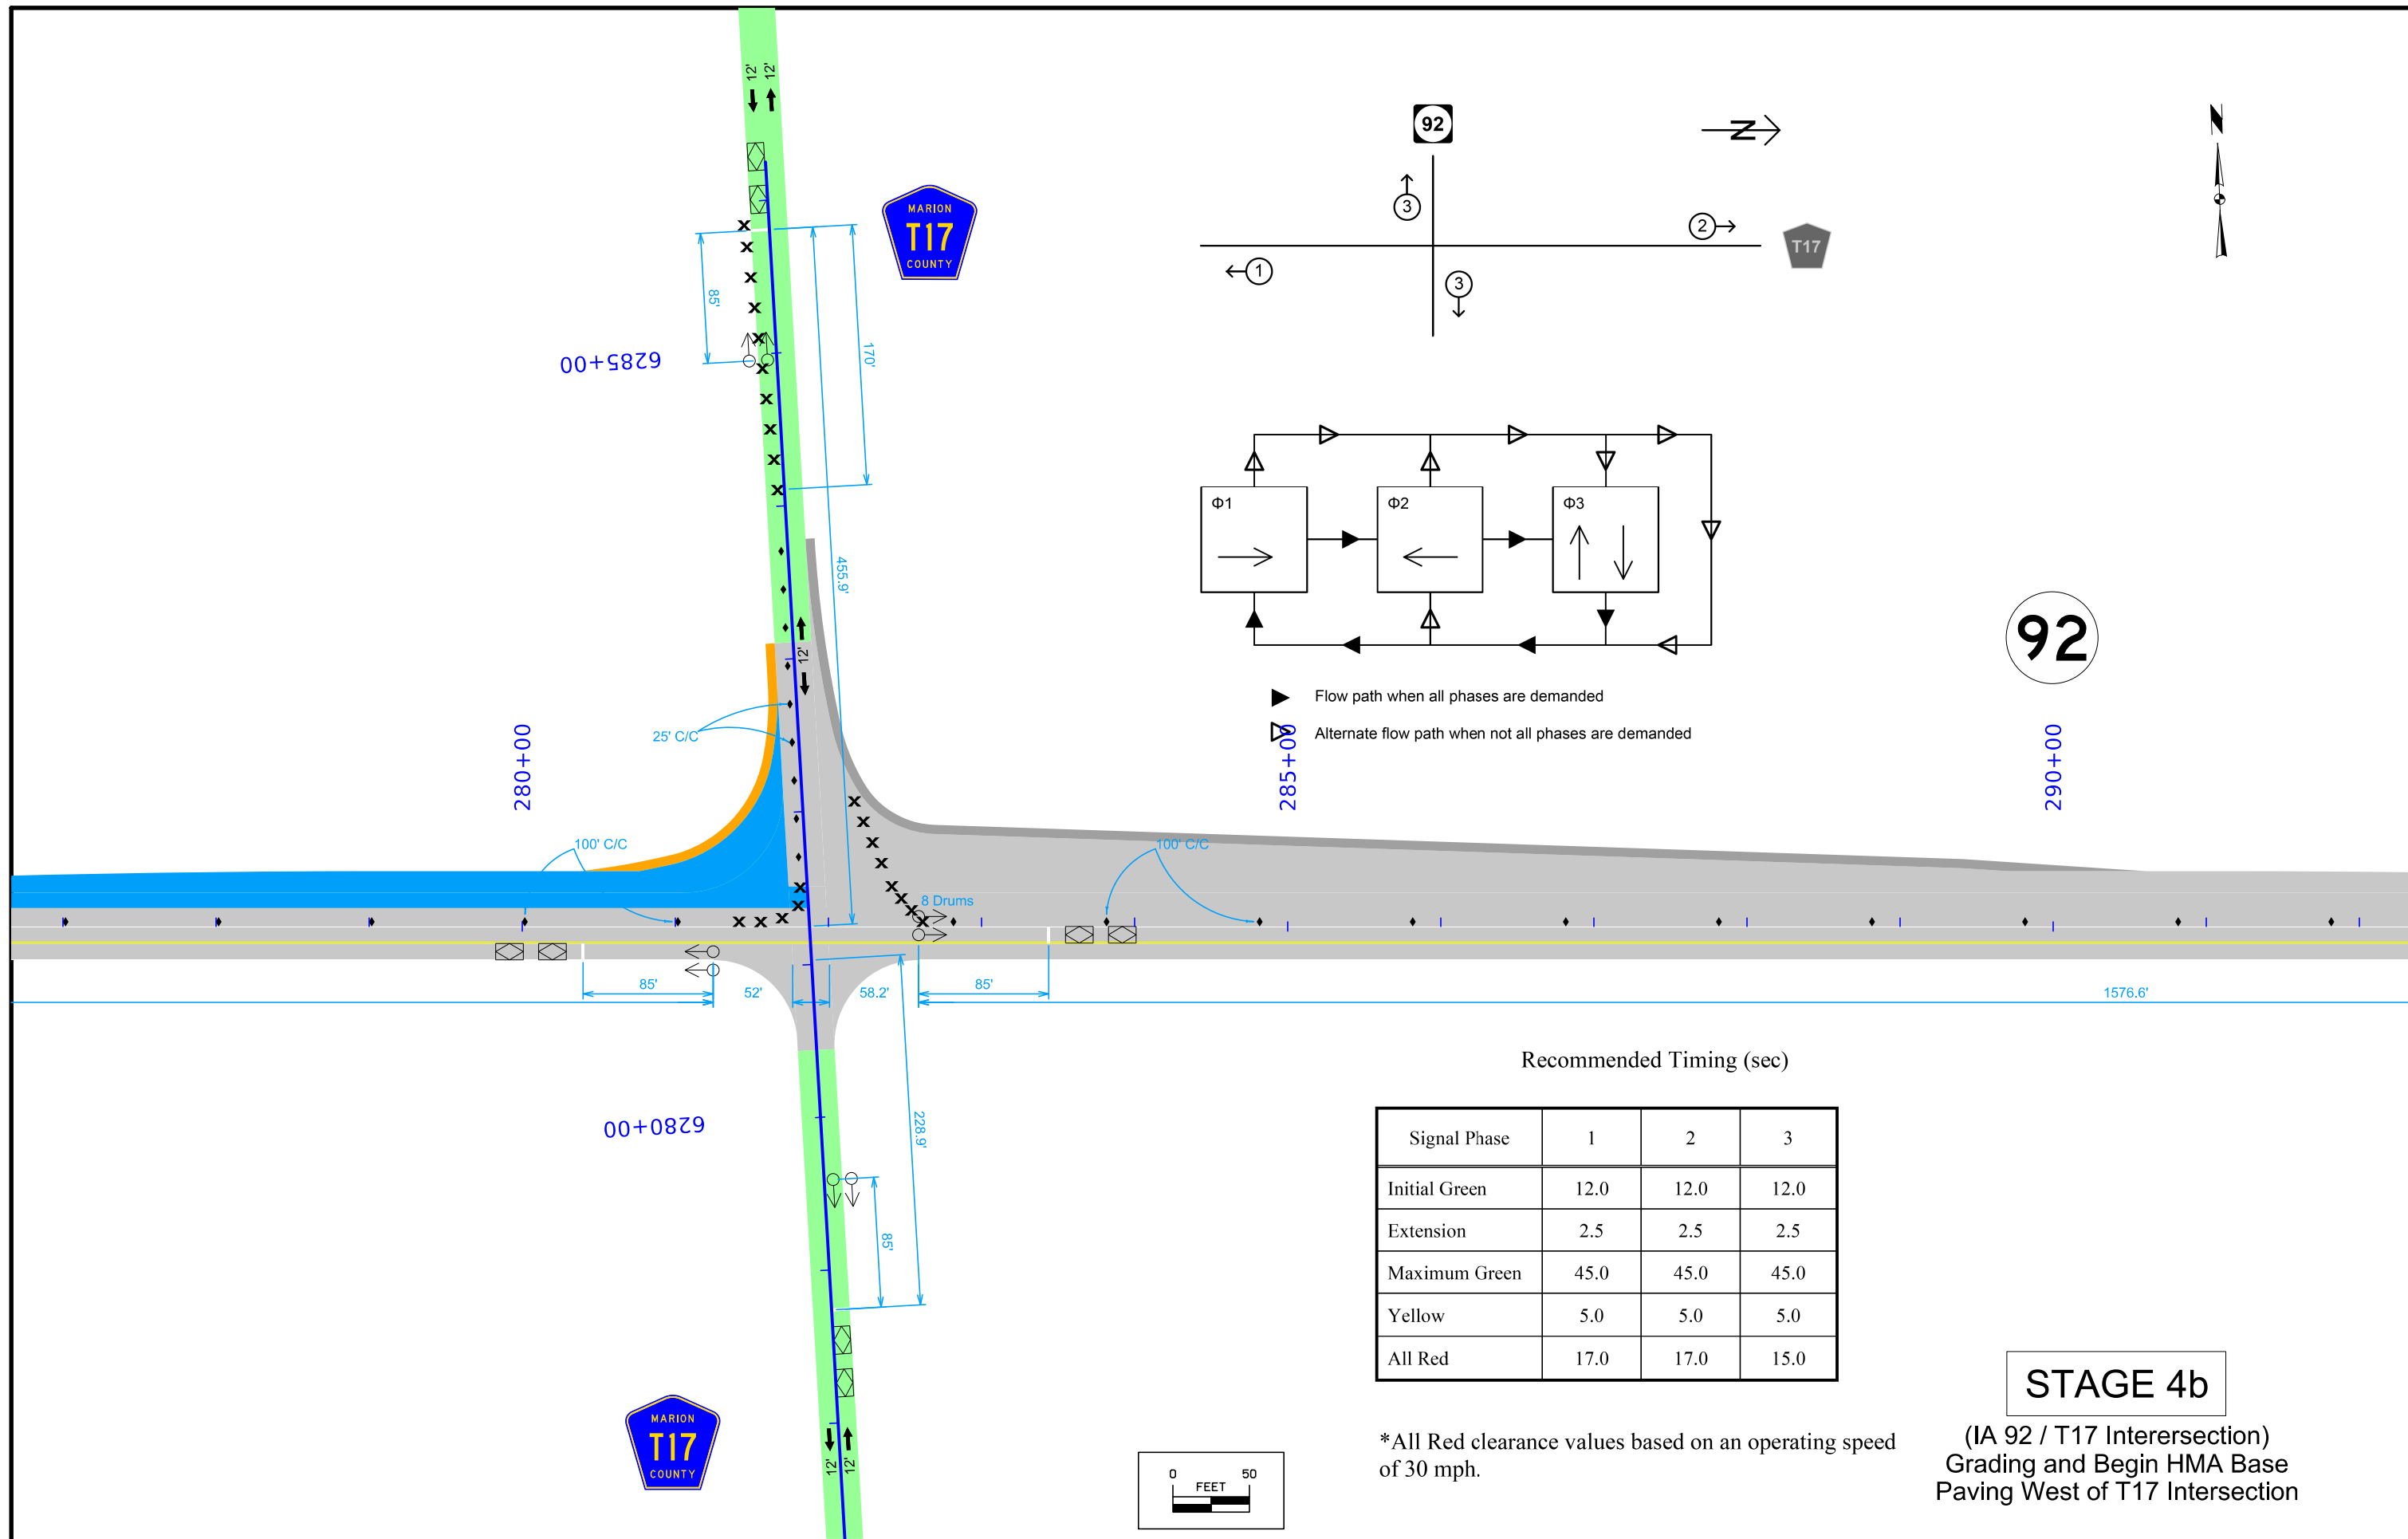 12'
12'
MARION
T17
COUNTY
92
N
N
3
2
T17
1
3
85'
170'
6285+00
455.9'
Φ1
Φ2
Φ3
12'
25' C/C
92
Flow path when all phases are demanded
Alternate flow path when not all phases are demanded
280+00
285+00
290+00
100' C/C
100' C/C
8 Drums
85'
52'
58.2'
85'
1576.6'
6280+00
228.9'
85'
Recommended Timing (sec)
Signal Phase 1 2 3
Initial Green 12.0 12.0 12.0
Extension 2.5 2.5 2.5
Maximum Green 45.0 45.0 45.0
Yellow 5.0 5.0 5.0
All Red 17.0 17.0 15.0
*All Red clearance values based on an operating speed
of 30 mph.
MARION
T17
COUNTY
12'
12'
0 50
FEET
STAGE 4b
(IA 92 / T17 Interersection)
Grading and Begin HMA Base
Paving West of T17 Intersection